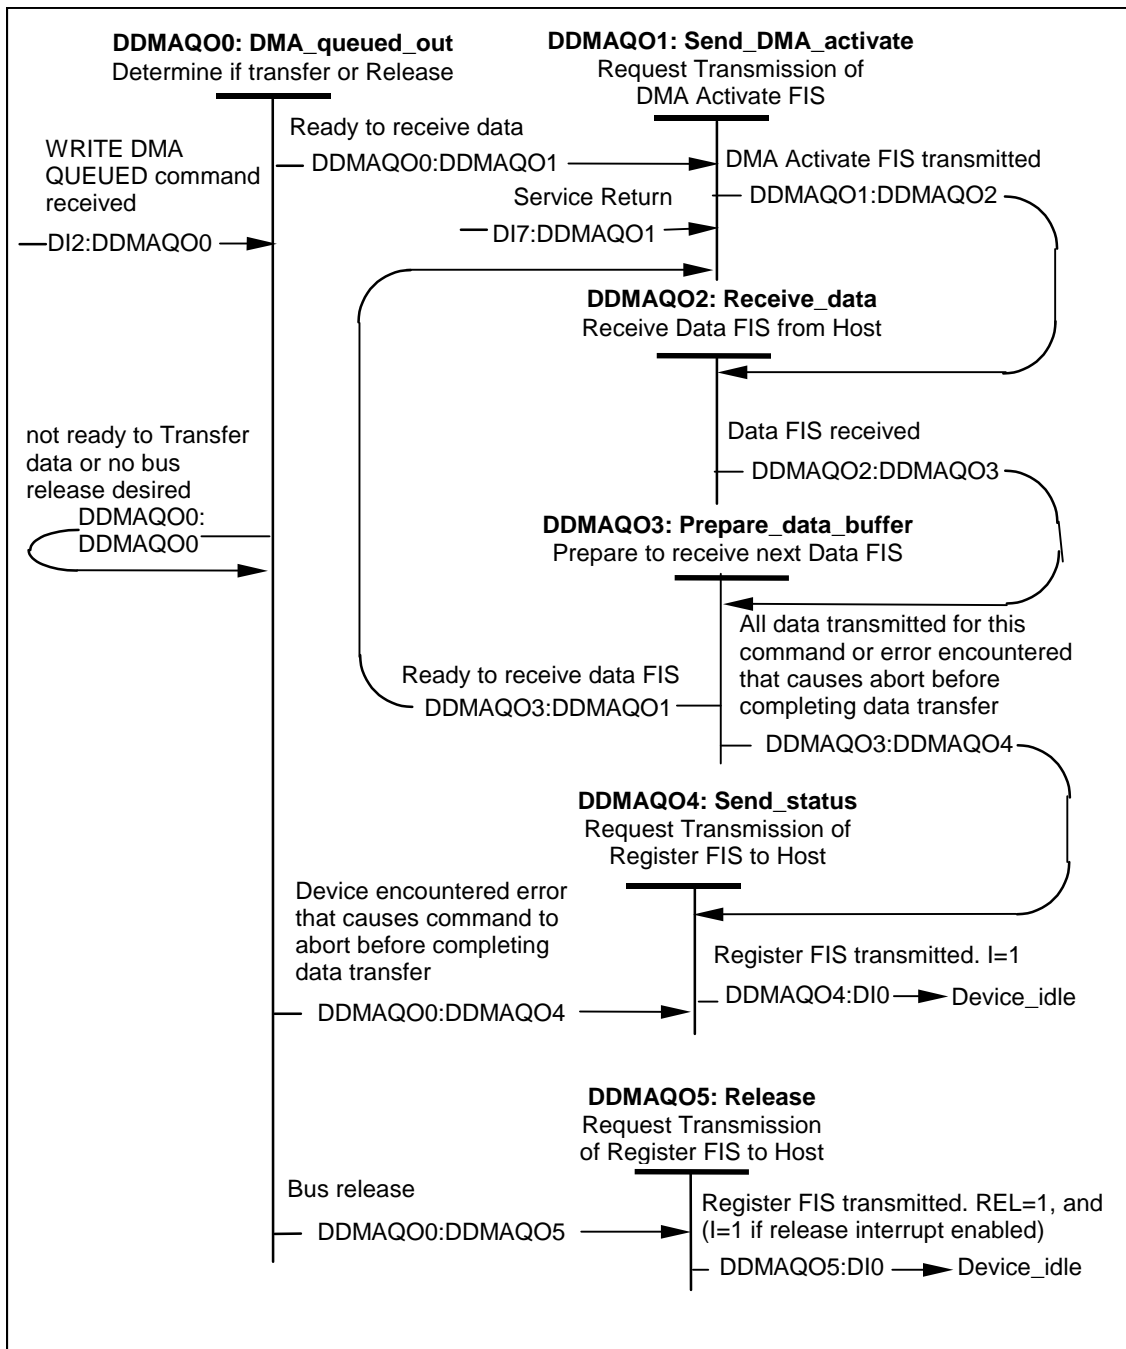 DDMAQO0: DMA_queued_out
Determine if transfer or Release
DDMAQO1: Send_DMA_activate
Request Transmission of
DMA Activate FIS
WRITE DMA
QUEUED command
received
DI2:DDMAQO0
Ready to receive data
DDMAQO0:DDMAQO1
Service Return
DI7:DDMAQO1
DMA Activate FIS transmitted
DDMAQO1:DDMAQO2
DDMAQO2: Receive_data
Receive Data FIS from Host
not ready to Transfer
data or no bus
release desired
DDMAQO0:
DDMAQO0
Data FIS received
DDMAQO2:DDMAQO3
DDMAQO3: Prepare_data_buffer
Prepare to receive next Data FIS
Ready to receive data FIS
DDMAQO3:DDMAQO1
All data transmitted for this
command or error encountered
that causes abort before
completing data transfer
DDMAQO3:DDMAQO4
DDMAQO4: Send_status
Request Transmission of
Register FIS to Host
Device encountered error
that causes command to
abort before completing
data transfer
DDMAQO0:DDMAQO4
Register FIS transmitted. I=1
DDMAQO4:DI0 Device_idle
DDMAQO5: Release
Request Transmission
of Register FIS to Host
Bus release
DDMAQO0:DDMAQO5
Register FIS transmitted. REL=1, and
(I=1 if release interrupt enabled)
DDMAQO5:DI0 Device_idle